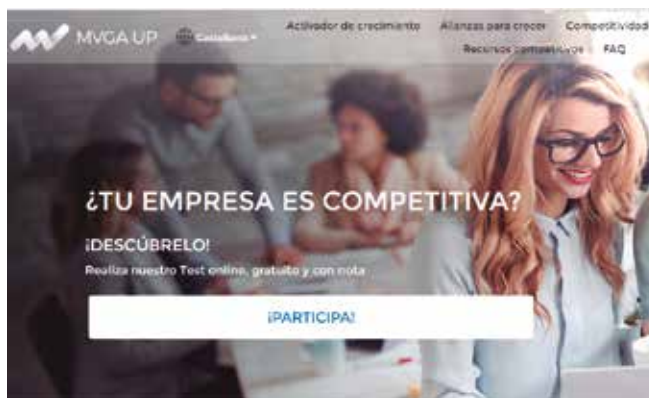 MVGA UP
Castellano
Activador de crecimiento Alianzas para crecer Competitividad
Recursos competitivos FAQ
¿TU EMPRESA ES COMPETITIVA?
¡DESCÚBRELO!
Realiza nuestro Test online, gratuito y con nota
¡PARTICIPA!